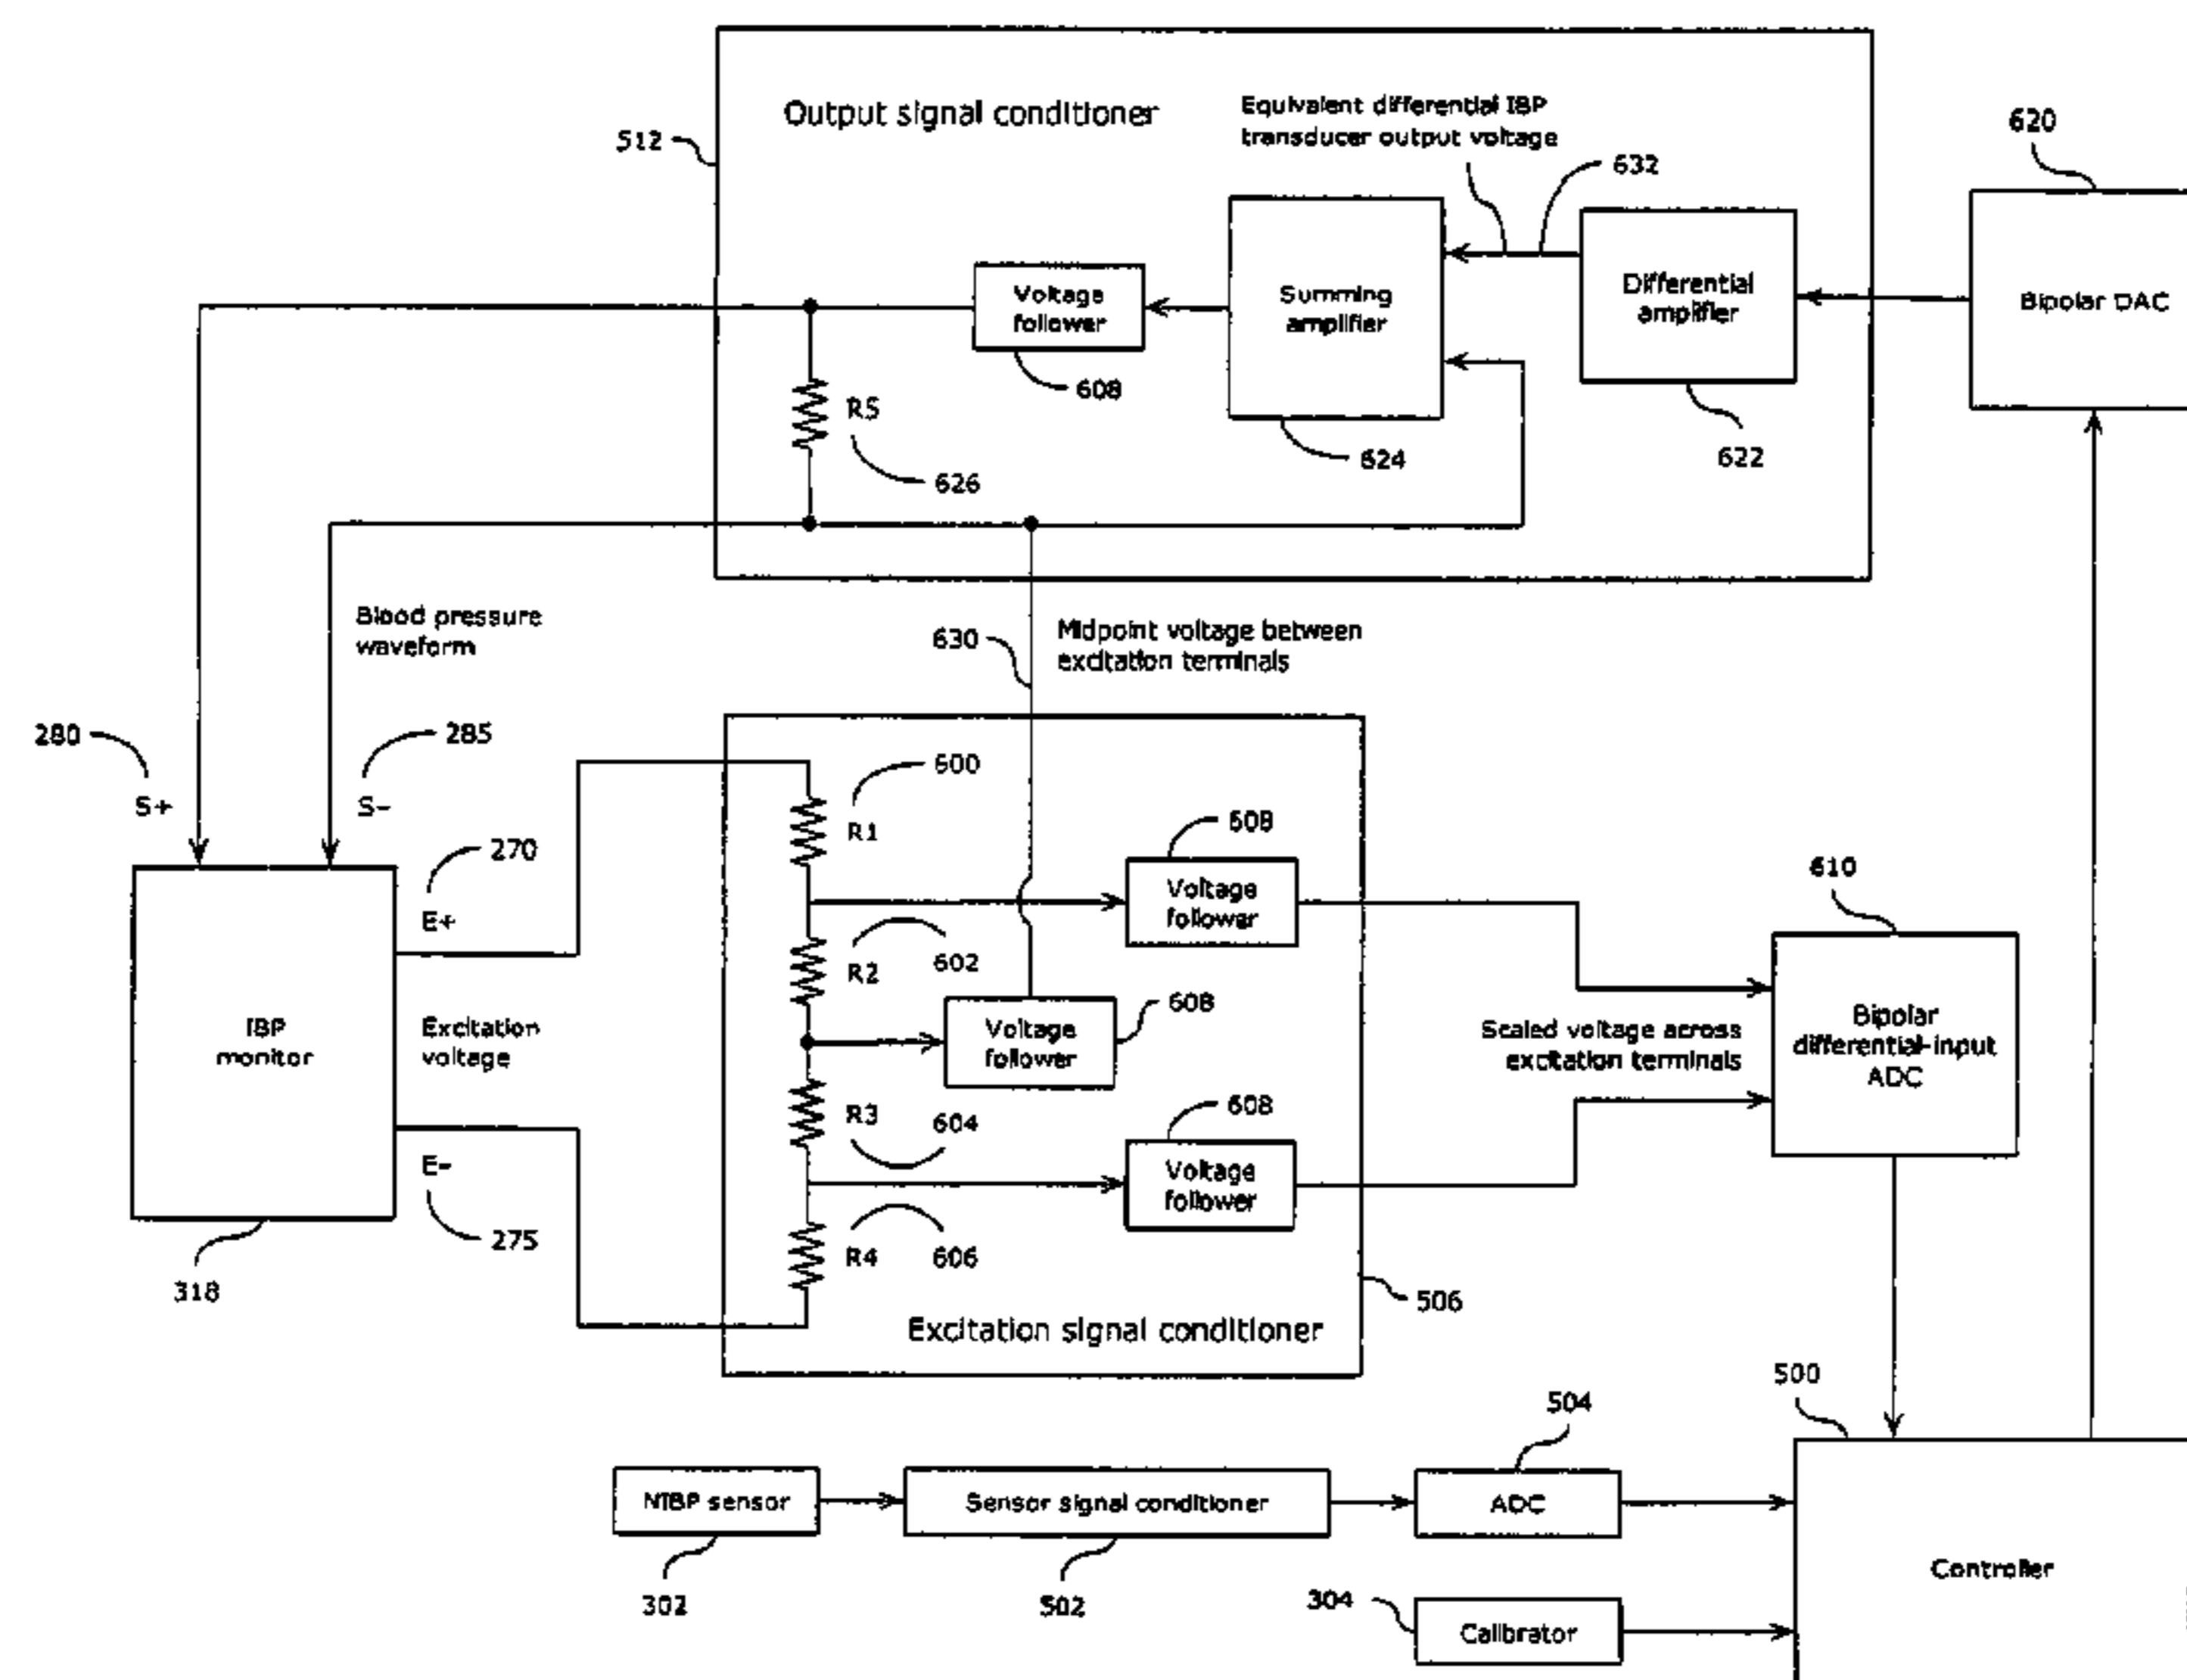 Output signal conditioner
512
Equivalent differential IBP
transducer output voltage
632
620
Voltage
follower
608
Summing
amplifier
624
Differential
amplifier
622
Bipolar DAC
R5
626
Blood pressure
waveform
630
Midpoint voltage between
excitation terminals
280
S+
285
S-
270
E+
IBP
monitor
Excitation
voltage
E-
275
318
600
R1
608
Voltage
follower
R2
602
Voltage
follower
608
R3
604
608
Voltage
follower
R4
606
Excitation signal conditioner
506
610
Scaled voltage across
excitation terminals
Bipolar
differential-input
ADC
500
504
NIBP sensor
302
Sensor signal conditioner
502
ADC
304
Calibrator
Controller